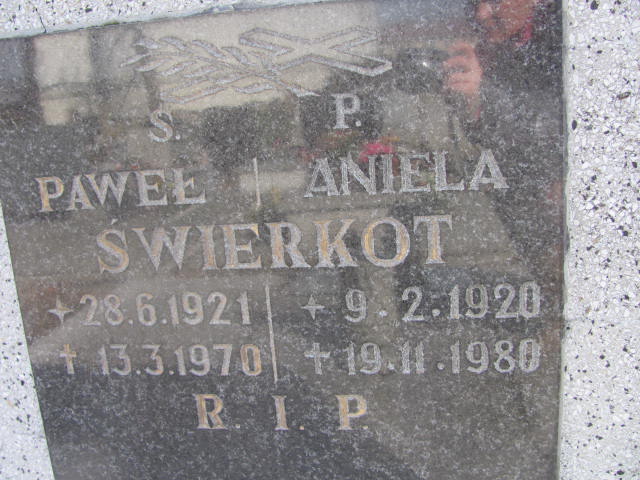 S. P.
PAWEŁ ANIELA
ŚWIERKOT
28.6.1921 9.2.1920
13.3.1970 19.11.1980
R.I.P.